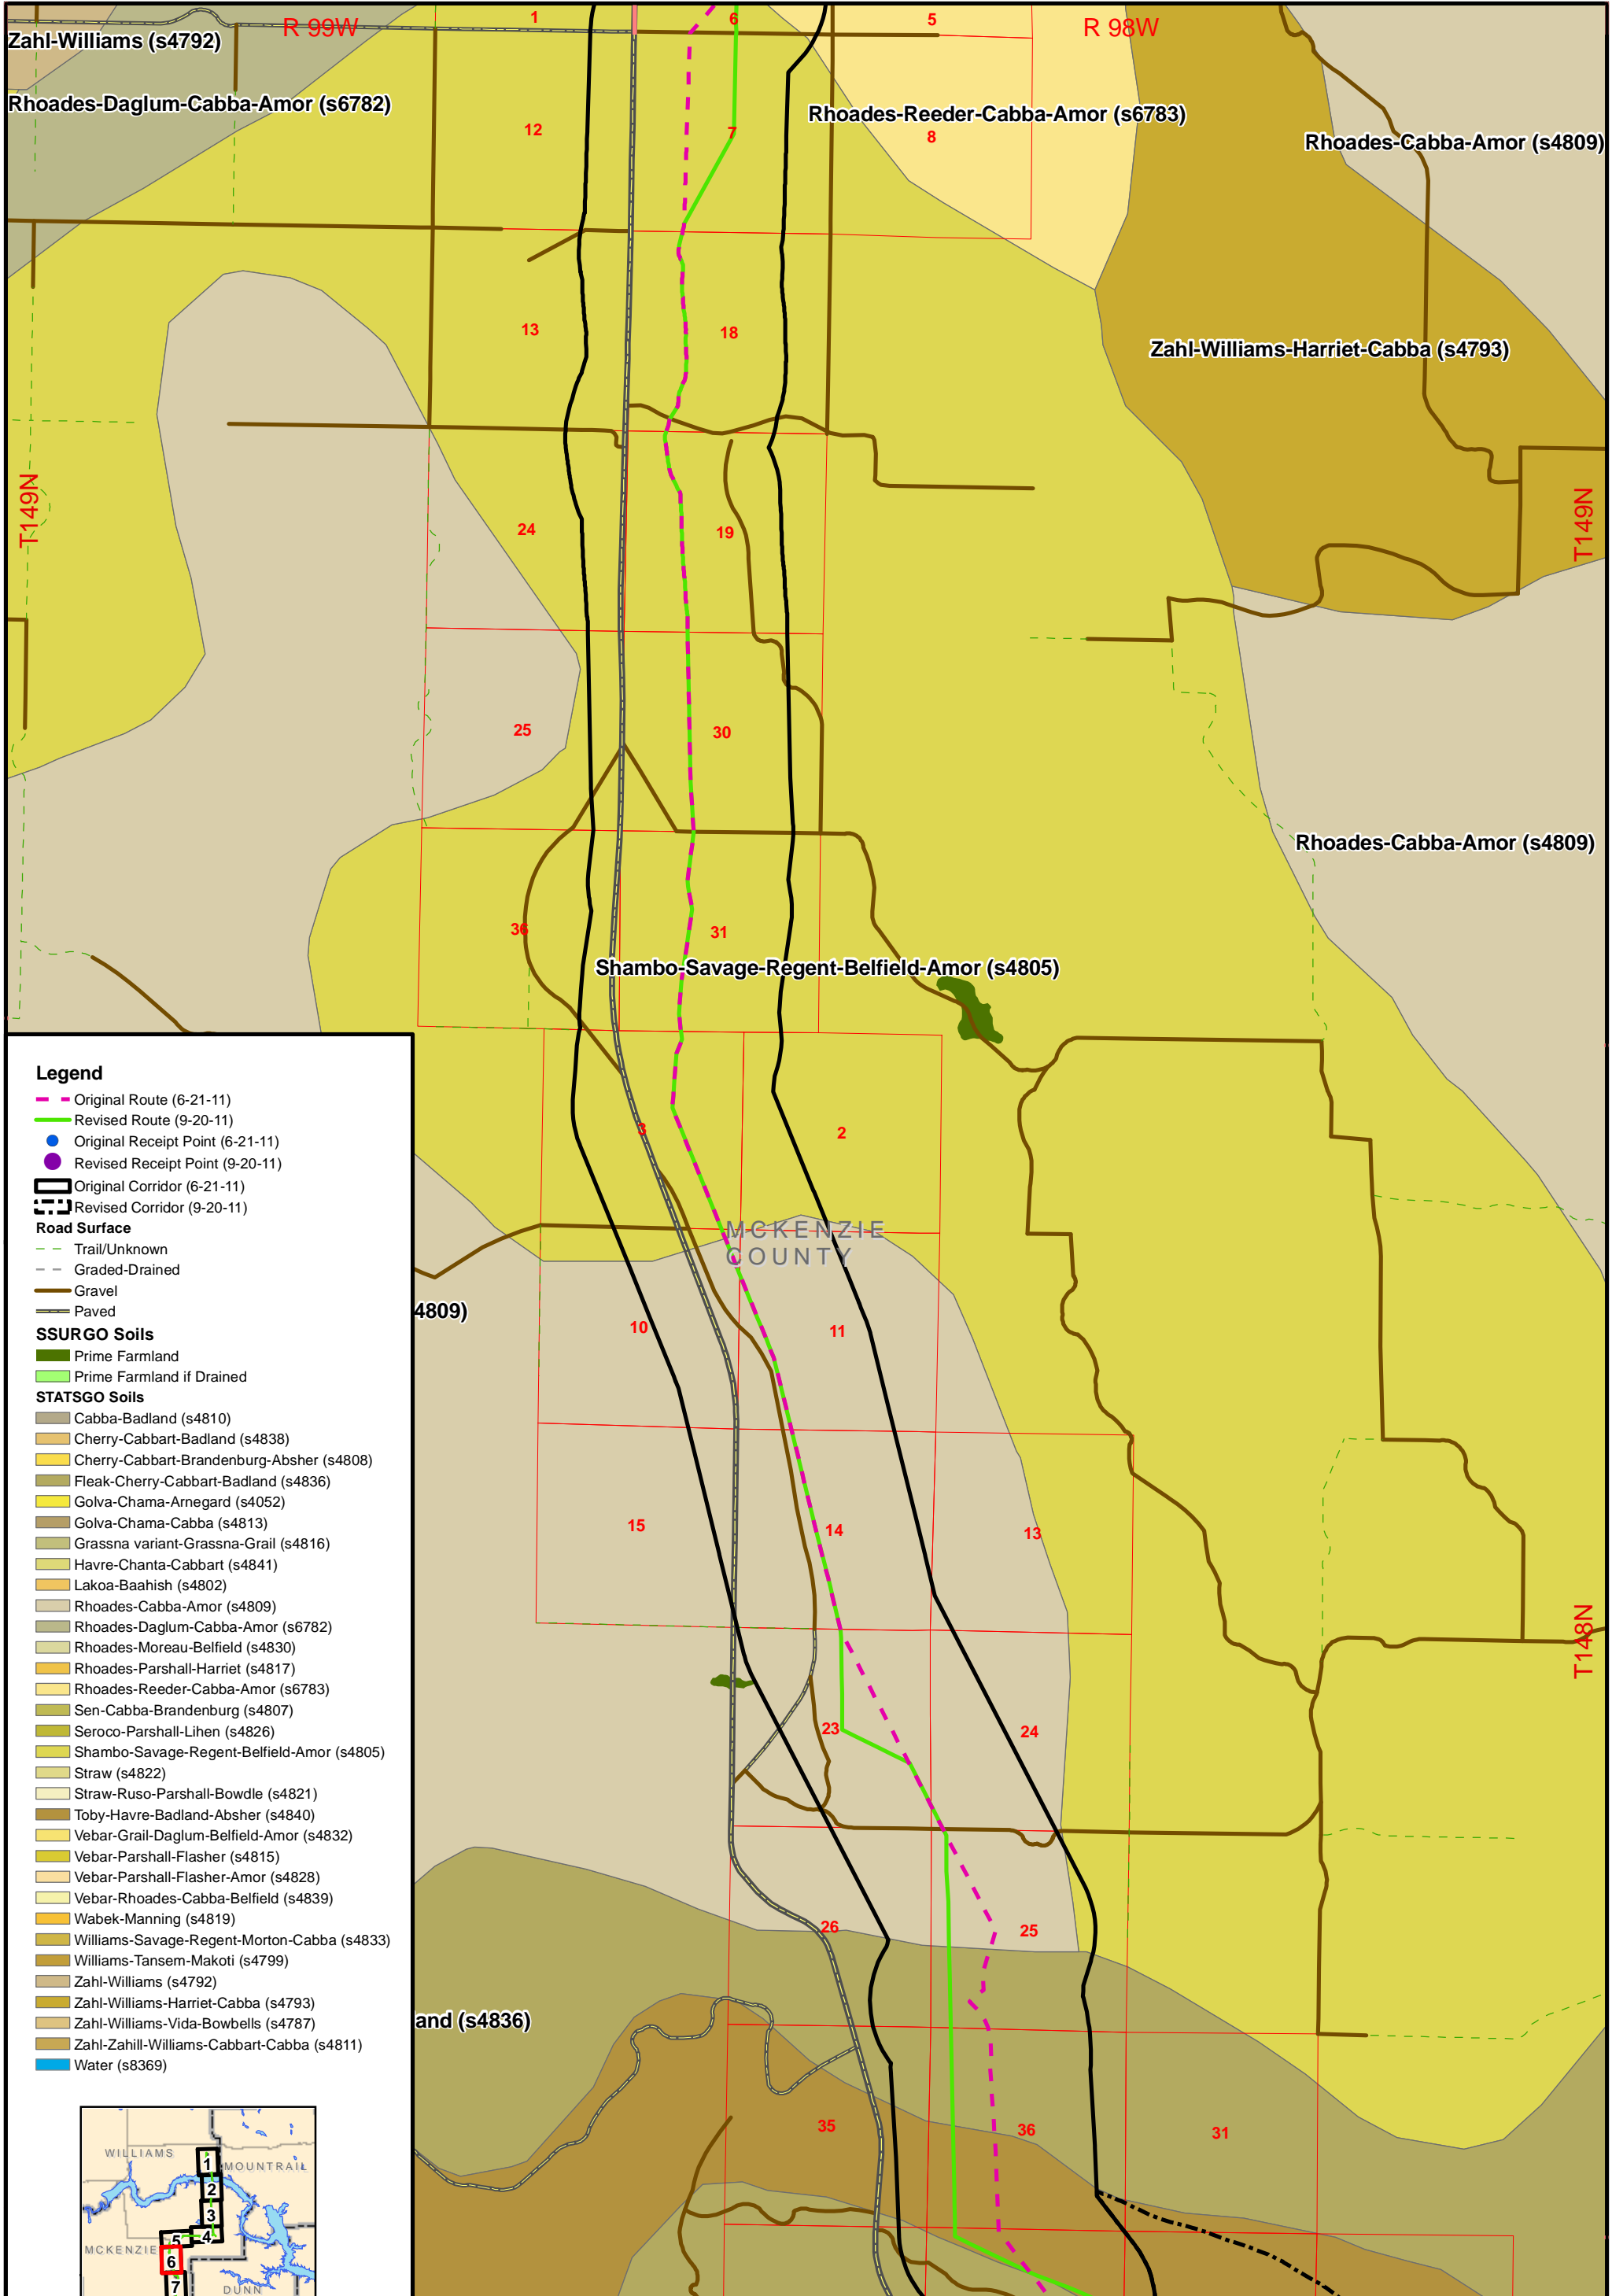 1
6
5
R 99W
R 98W
Zahl-Williams (s4792)
Rhoades-Daglum-Cabba-Amor (s6782)
Rhoades-Reeder-Cabba-Amor (s6783)
12
7
8
Rhoades-Cabba-Amor (s4809)
13
18
Zahl-Williams-Harriet-Cabba (s4793)
T149N
T149N
24
19
25
30
Rhoades-Cabba-Amor (s4809)
36
31
Shambo-Savage-Regent-Belfield-Amor (s4805)
3
2
MCKENZIE
COUNTY
4809)
10
11
15
14
13
T148N
23
24
26
25
and (s4836)
35
36
31
Legend
Original Route (6-21-11)
Revised Route (9-20-11)
Original Receipt Point (6-21-11)
Revised Receipt Point (9-20-11)
Original Corridor (6-21-11)
Revised Corridor (9-20-11)
Road Surface
Trail/Unknown
Graded-Drained
Gravel
Paved
SSURGO Soils
Prime Farmland
Prime Farmland if Drained
STATSGO Soils
Cabba-Badland (s4810)
Cherry-Cabbart-Badland (s4838)
Cherry-Cabbart-Brandenburg-Absher (s4808)
Fleak-Cherry-Cabbart-Badland (s4836)
Golva-Chama-Arnegard (s4052)
Golva-Chama-Cabba (s4813)
Grassna variant-Grassna-Grail (s4816)
Havre-Chanta-Cabbart (s4841)
Lakoa-Baahish (s4802)
Rhoades-Cabba-Amor (s4809)
Rhoades-Daglum-Cabba-Amor (s6782)
Rhoades-Moreau-Belfield (s4830)
Rhoades-Parshall-Harriet (s4817)
Rhoades-Reeder-Cabba-Amor (s6783)
Sen-Cabba-Brandenburg (s4807)
Seroco-Parshall-Lihen (s4826)
Shambo-Savage-Regent-Belfield-Amor (s4805)
Straw (s4822)
Straw-Ruso-Parshall-Bowdle (s4821)
Toby-Havre-Badland-Absher (s4840)
Vebar-Grail-Daglum-Belfield-Amor (s4832)
Vebar-Parshall-Flasher (s4815)
Vebar-Parshall-Flasher-Amor (s4828)
Vebar-Rhoades-Cabba-Belfield (s4839)
Wabek-Manning (s4819)
Williams-Savage-Regent-Morton-Cabba (s4833)
Williams-Tansem-Makoti (s4799)
Zahl-Williams (s4792)
Zahl-Williams-Harriet-Cabba (s4793)
Zahl-Williams-Vida-Bowbells (s4787)
Zahl-Zahill-Williams-Cabbart-Cabba (s4811)
Water (s8369)
WILLIAMS
1
MOUNTRAIL
2
3
4
5
MCKENZIE
6
7
DUNN